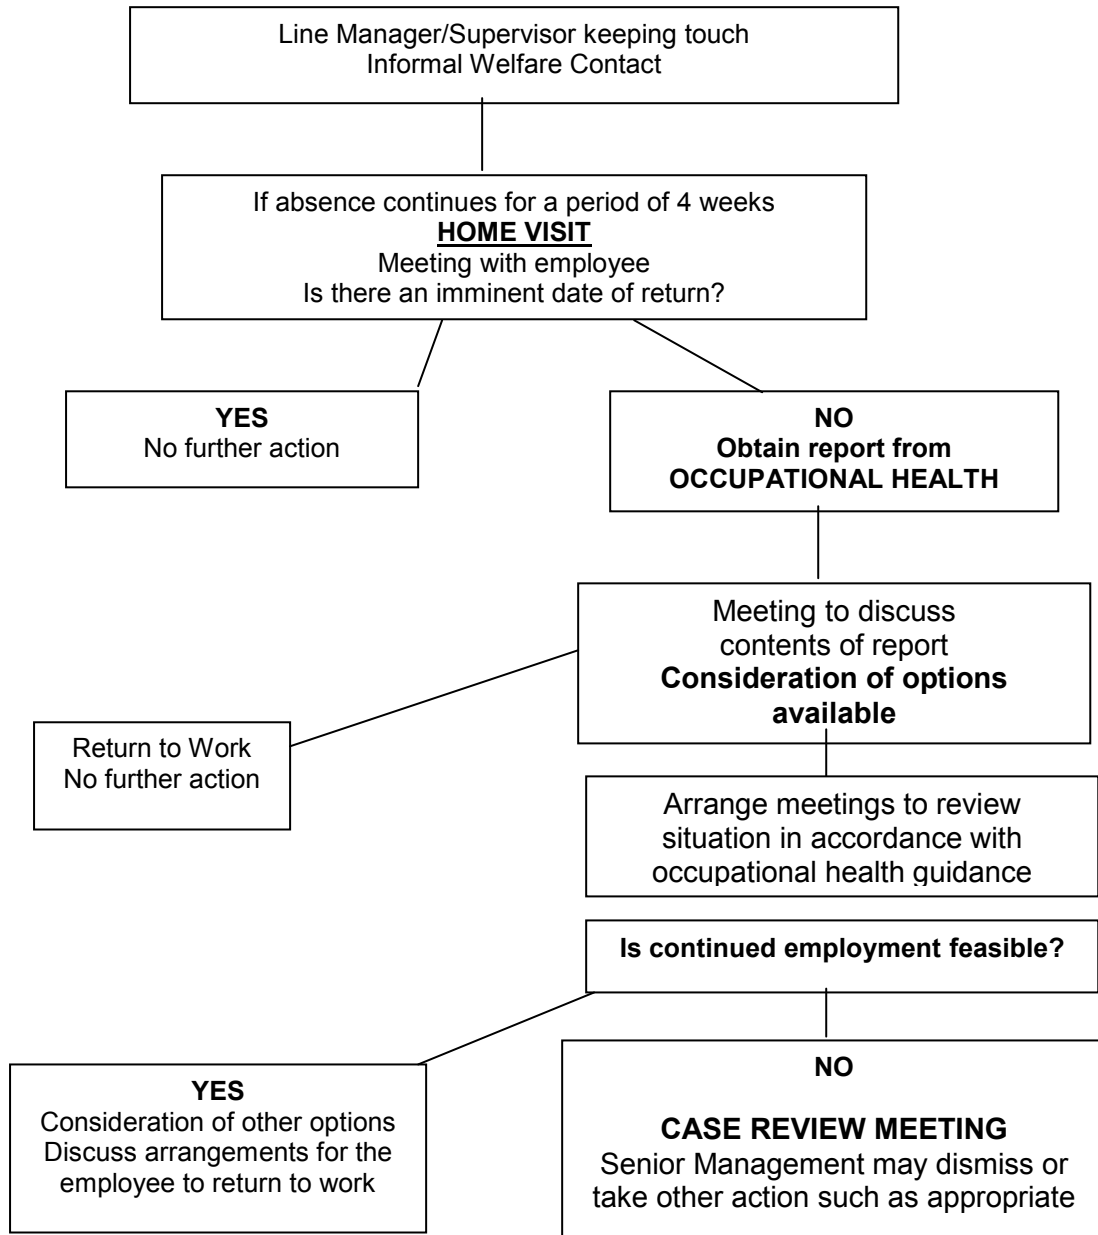 Line Manager/Supervisor keeping touch
Informal Welfare Contact
If absence continues for a period of 4 weeks
HOME VISIT
Meeting with employee
Is there an imminent date of return?
YES
No further action
NO
Obtain report from
OCCUPATIONAL HEALTH
Meeting to discuss
contents of report
Consideration of options
available
Return to Work
No further action
Arrange meetings to review
situation in accordance with
occupational health guidance
Is continued employment feasible?
YES
Consideration of other options
Discuss arrangements for the
employee to return to work
NO
CASE REVIEW MEETING
Senior Management may dismiss or
take other action such as appropriate